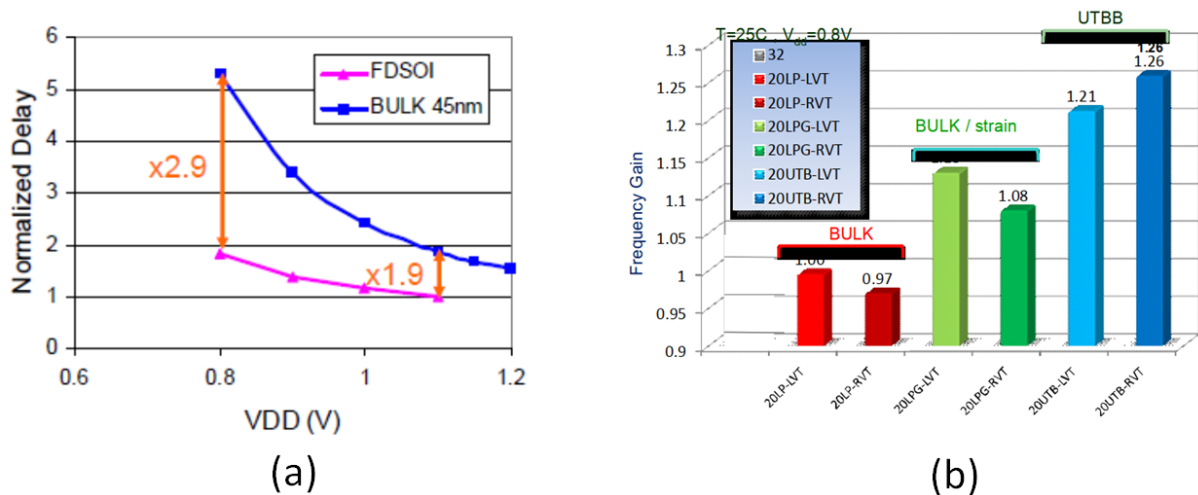 6
5
4
3
2
1
0
Normalized Delay
0.6
0.8
1
1.2
VDD (V)
FDSOI
BULK 45nm
x2.9
x1.9
(a)
T=25C , Vdd=0.8V
UTBB
1.3
1.25
1.2
1.15
1.1
1.05
1
0.95
0.9
Frequency Gain
32
20LP-LVT
20LP-RVT
20LPG-LVT
20LPG-RVT
20UTB-LVT
20UTB-RVT
BULK / strain
BULK
1.00
0.97
1.08
1.21
1.26
1.26
20LP-LVT
20LP-RVT
20LPG-LVT
20LPG-RVT
20UTB-LVT
20UTB-RVT
(b)